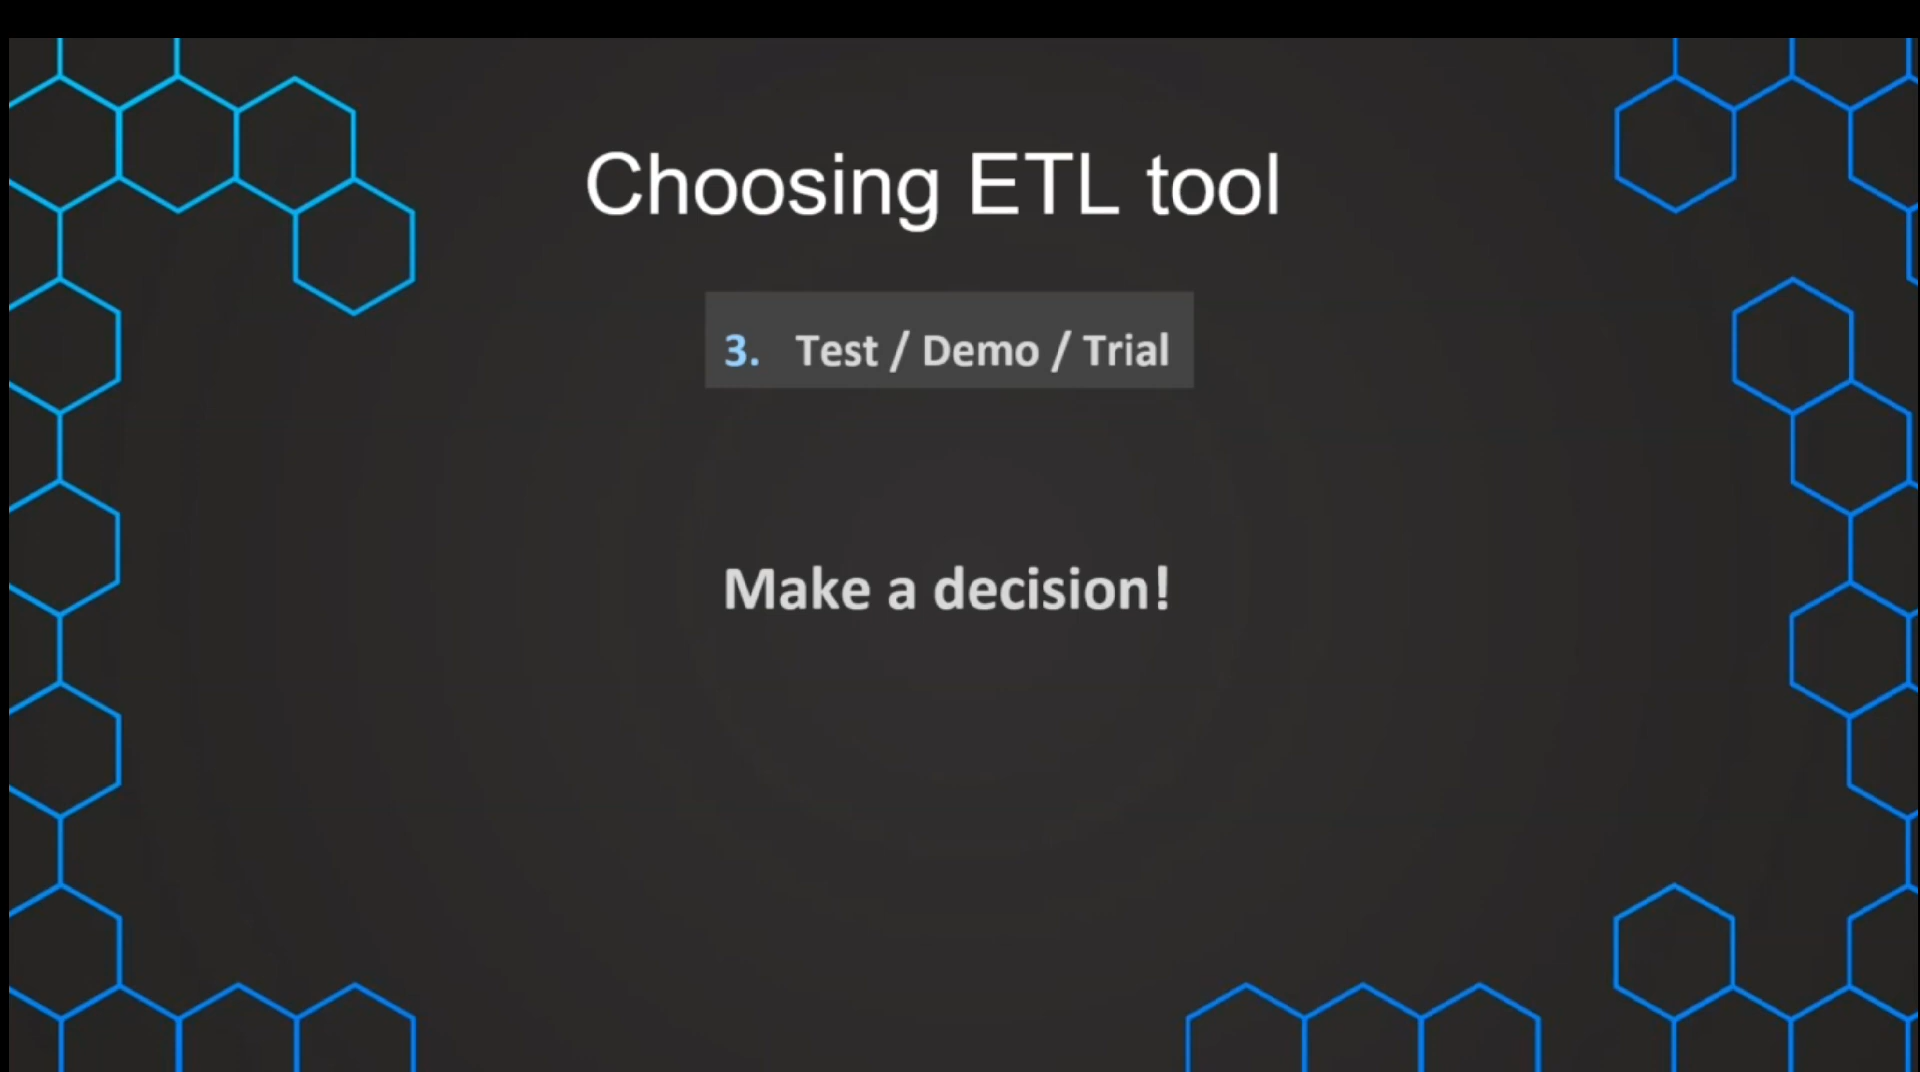 Choosing ETL tool
3. Test / Demo / Trial
Make a decision!